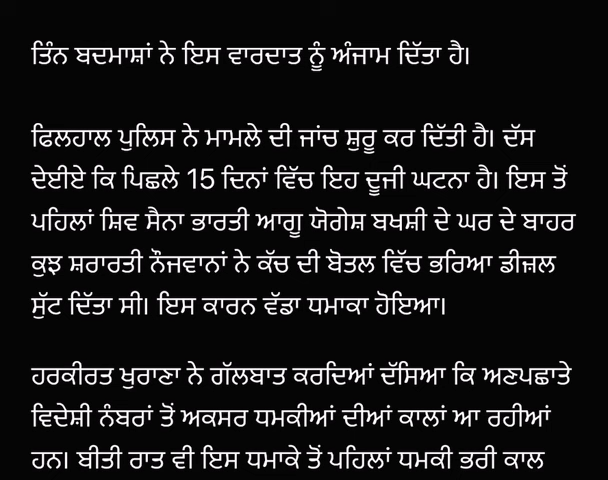 ਤਿੰਨ ਬਦਮਾਸ਼ਾਂ ਨੇ ਇਸ ਵਾਰਦਾਤ ਨੂੰ ਅੰਜਾਮ ਦਿੱਤਾ ਹੈ।
ਫਿਲਹਾਲ ਪੁਲਿਸ ਨੇ ਮਾਮਲੇ ਦੀ ਜਾਂਚ ਸ਼ੁਰੂ ਕਰ ਦਿੱਤੀ ਹੈ। ਦੱਸ
ਦੇਈਏ ਕਿ ਪਿਛਲੇ 15 ਦਿਨਾਂ ਵਿੱਚ ਇਹ ਦੂਜੀ ਘਟਨਾ ਹੈ। ਇਸ ਤੋਂ
ਪਹਿਲਾਂ ਸ਼ਿਵ ਸੈਨਾ ਭਾਰਤੀ ਆਗੂ ਯੋਗੇਸ਼ ਬਖਸ਼ੀ ਦੇ ਘਰ ਦੇ ਬਾਹਰ
ਕੁਝ ਸ਼ਰਾਰਤੀ ਨੌਜਵਾਨਾਂ ਨੇ ਕੱਚ ਦੀ ਬੋਤਲ ਵਿੱਚ ਭਰਿਆ ਡੀਜ਼ਲ
ਸੁੱਟ ਦਿੱਤਾ ਸੀ। ਇਸ ਕਾਰਨ ਵੱਡਾ ਧਮਾਕਾ ਹੋਇਆ।
ਹਰਕੀਰਤ ਖੁਰਾਣਾ ਨੇ ਗੱਲਬਾਤ ਕਰਦਿਆਂ ਦੱਸਿਆ ਕਿ ਅਣਪਛਾਤੇ
ਵਿਦੇਸ਼ੀ ਨੰਬਰਾਂ ਤੋਂ ਅਕਸਰ ਧਮਕੀਆਂ ਦੀਆਂ ਕਾਲਾਂ ਆ ਰਹੀਆਂ
ਹਨ। ਬੀਤੀ ਰਾਤ ਵੀ ਇਸ ਧਮਾਕੇ ਤੋਂ ਪਹਿਲਾਂ ਧਮਕੀ ਭਰੀ ਕਾਲ